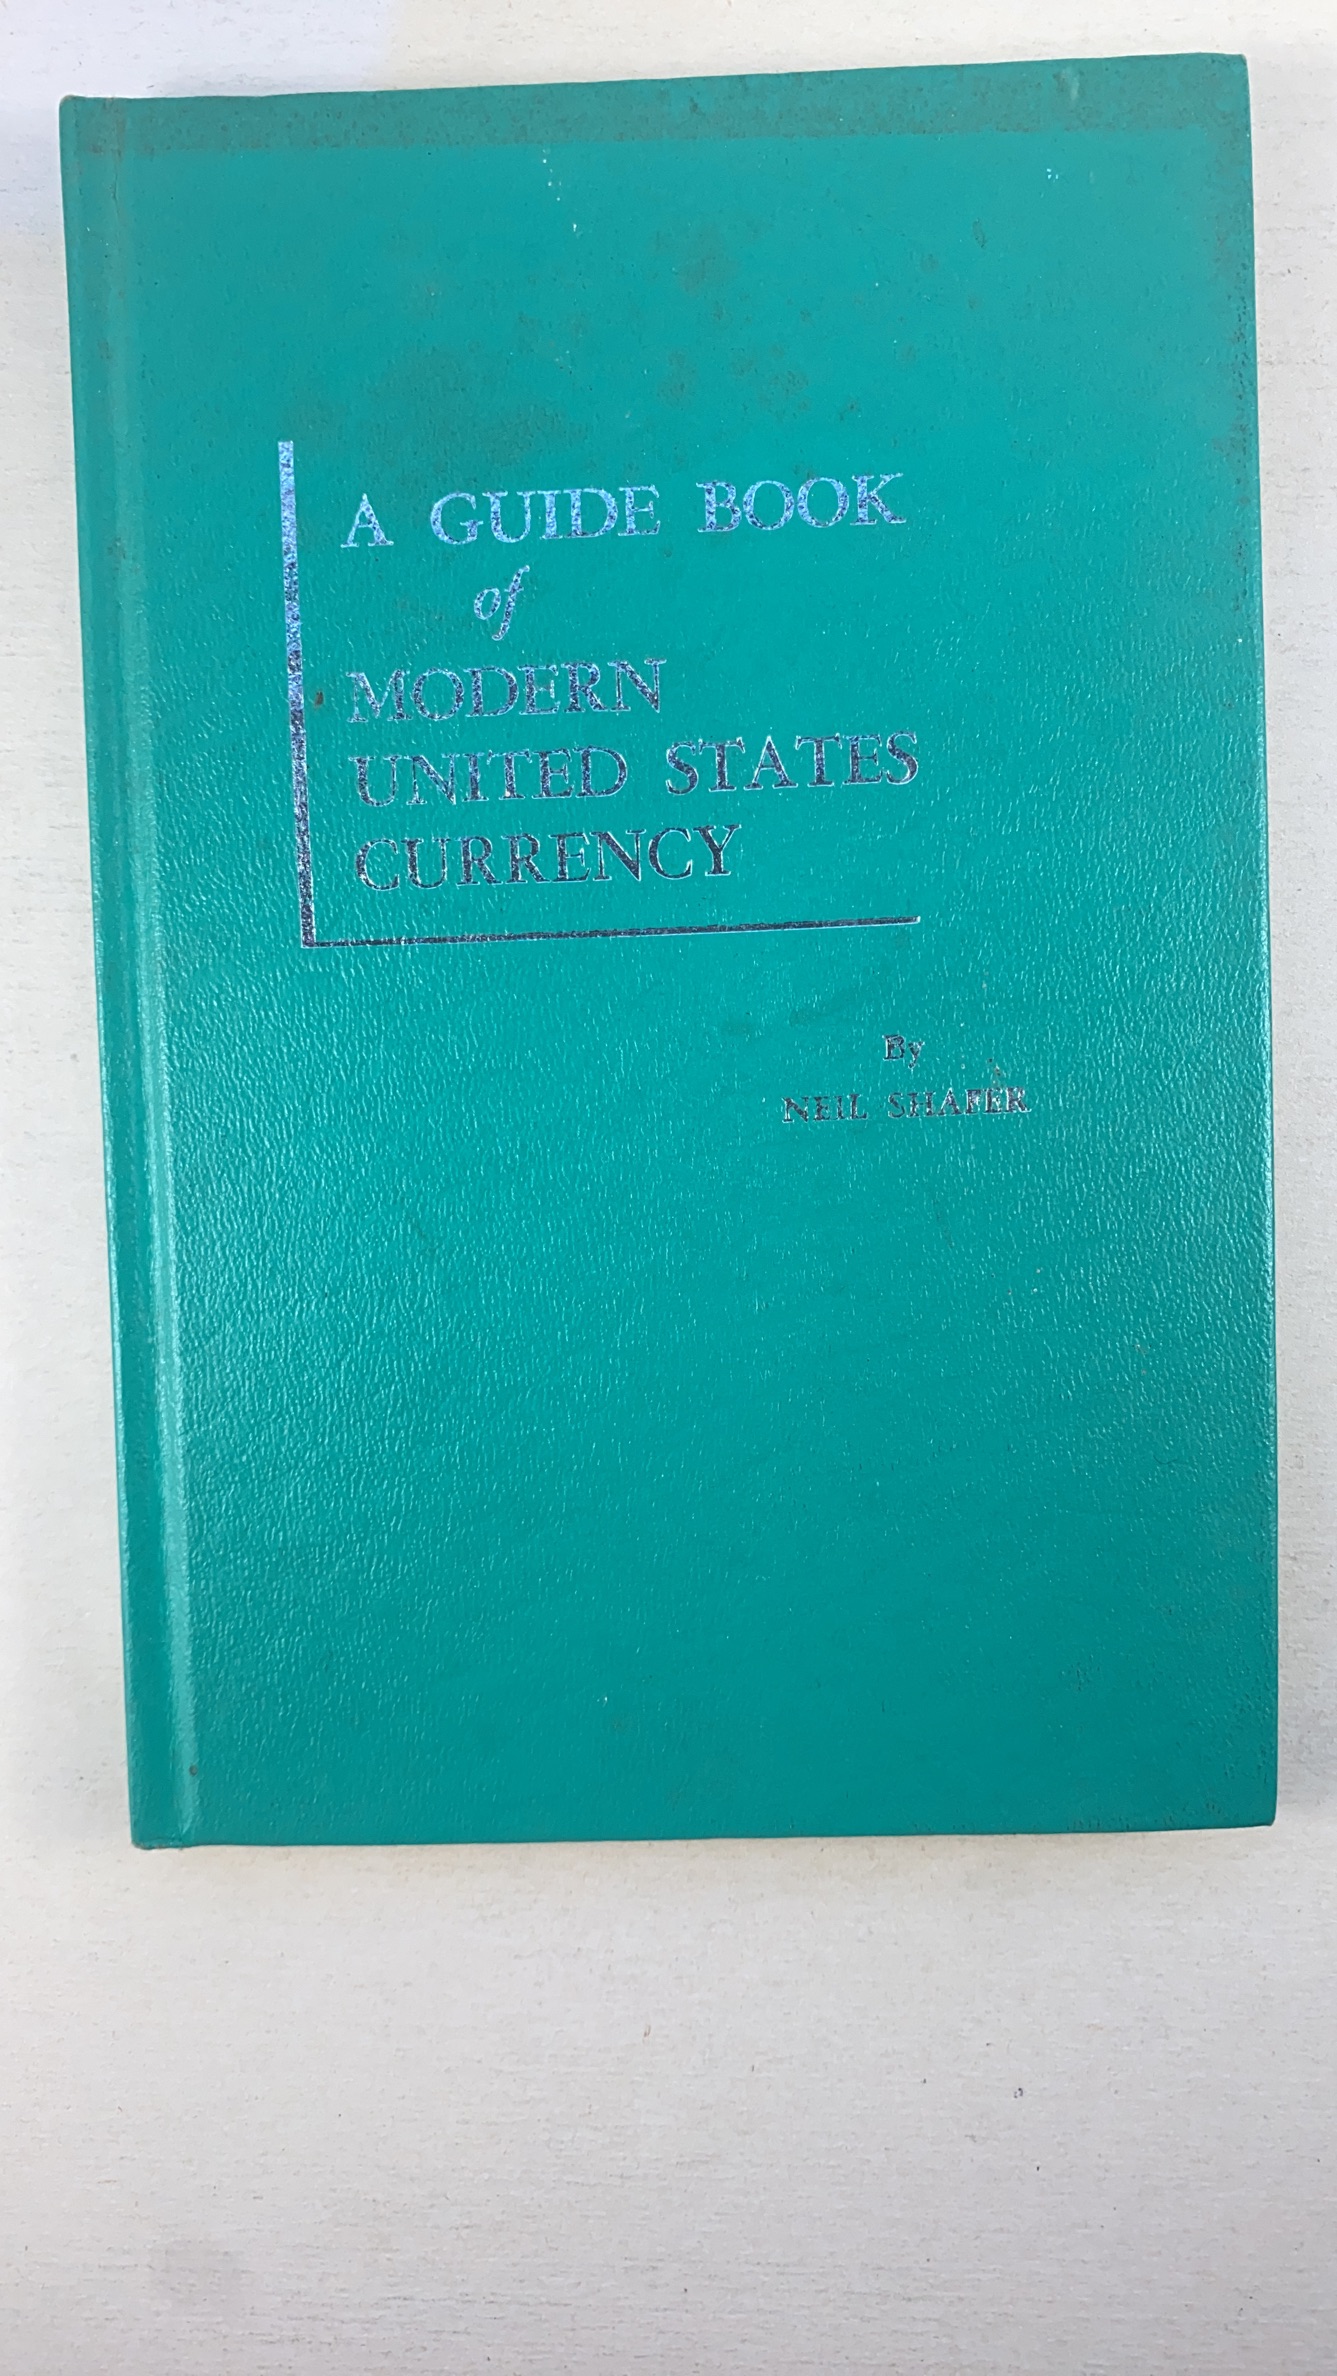 A GUIDE BOOK
of
MODERN
UNITED STATES
CURRENCY
By
NEIL SHAFER